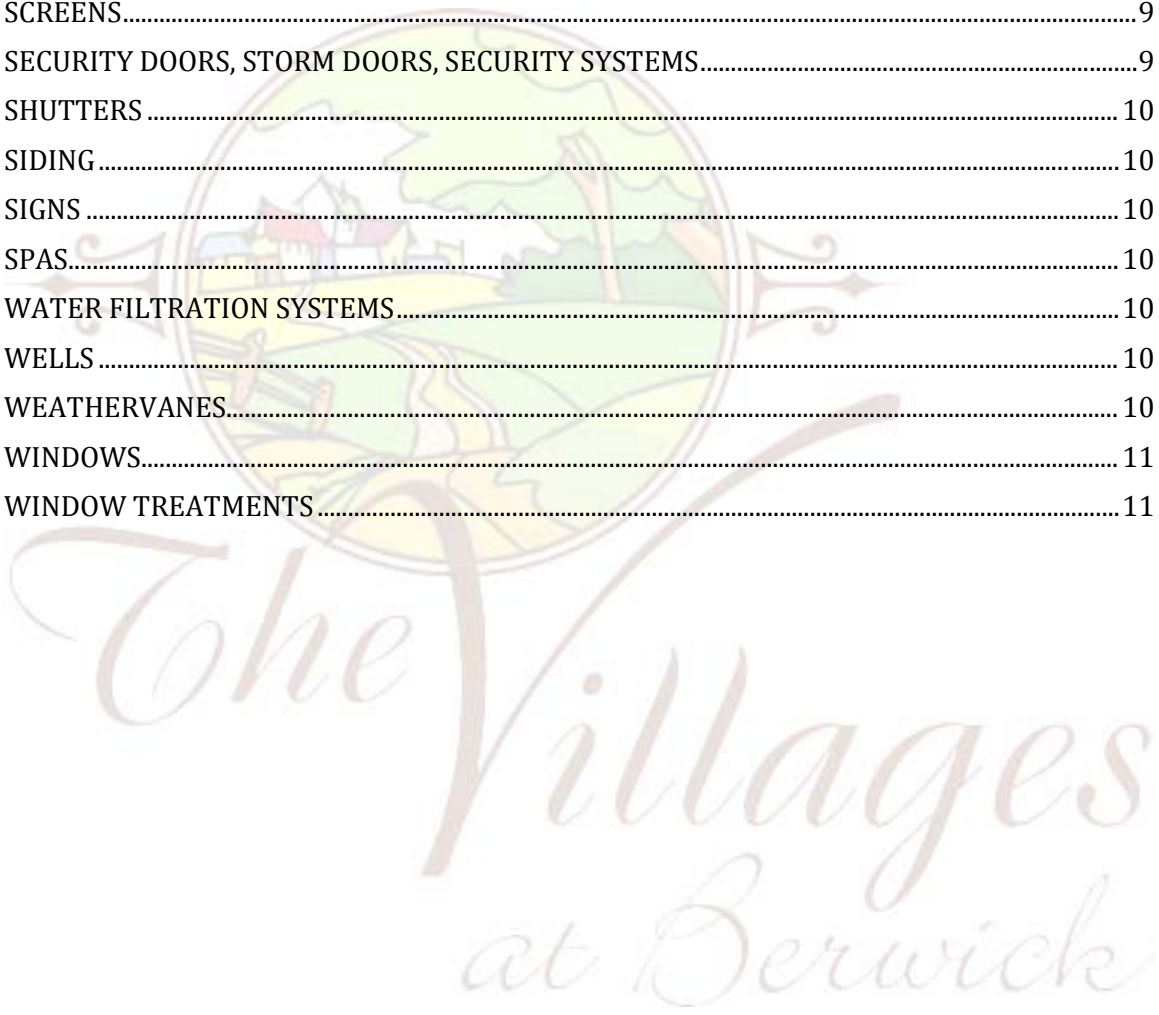 SCREENS........................................................................................................9
SECURITY DOORS, STORM DOORS, SECURITY SYSTEMS........................................9
SHUTTERS ........................................................................................................ 10
SIDING ........................................................................................................ 10
SIGNS ........................................................................................................ 10
SPAS........................................................................................................ 10
WATER FILTRATION SYSTEMS........................................................................ 10
WELLS ........................................................................................................ 10
WEATHERVANES........................................................................................ 10
WINDOWS........................................................................................................ 11
WINDOW TREATMENTS ........................................................................................ 11
The Villages
at Berwick